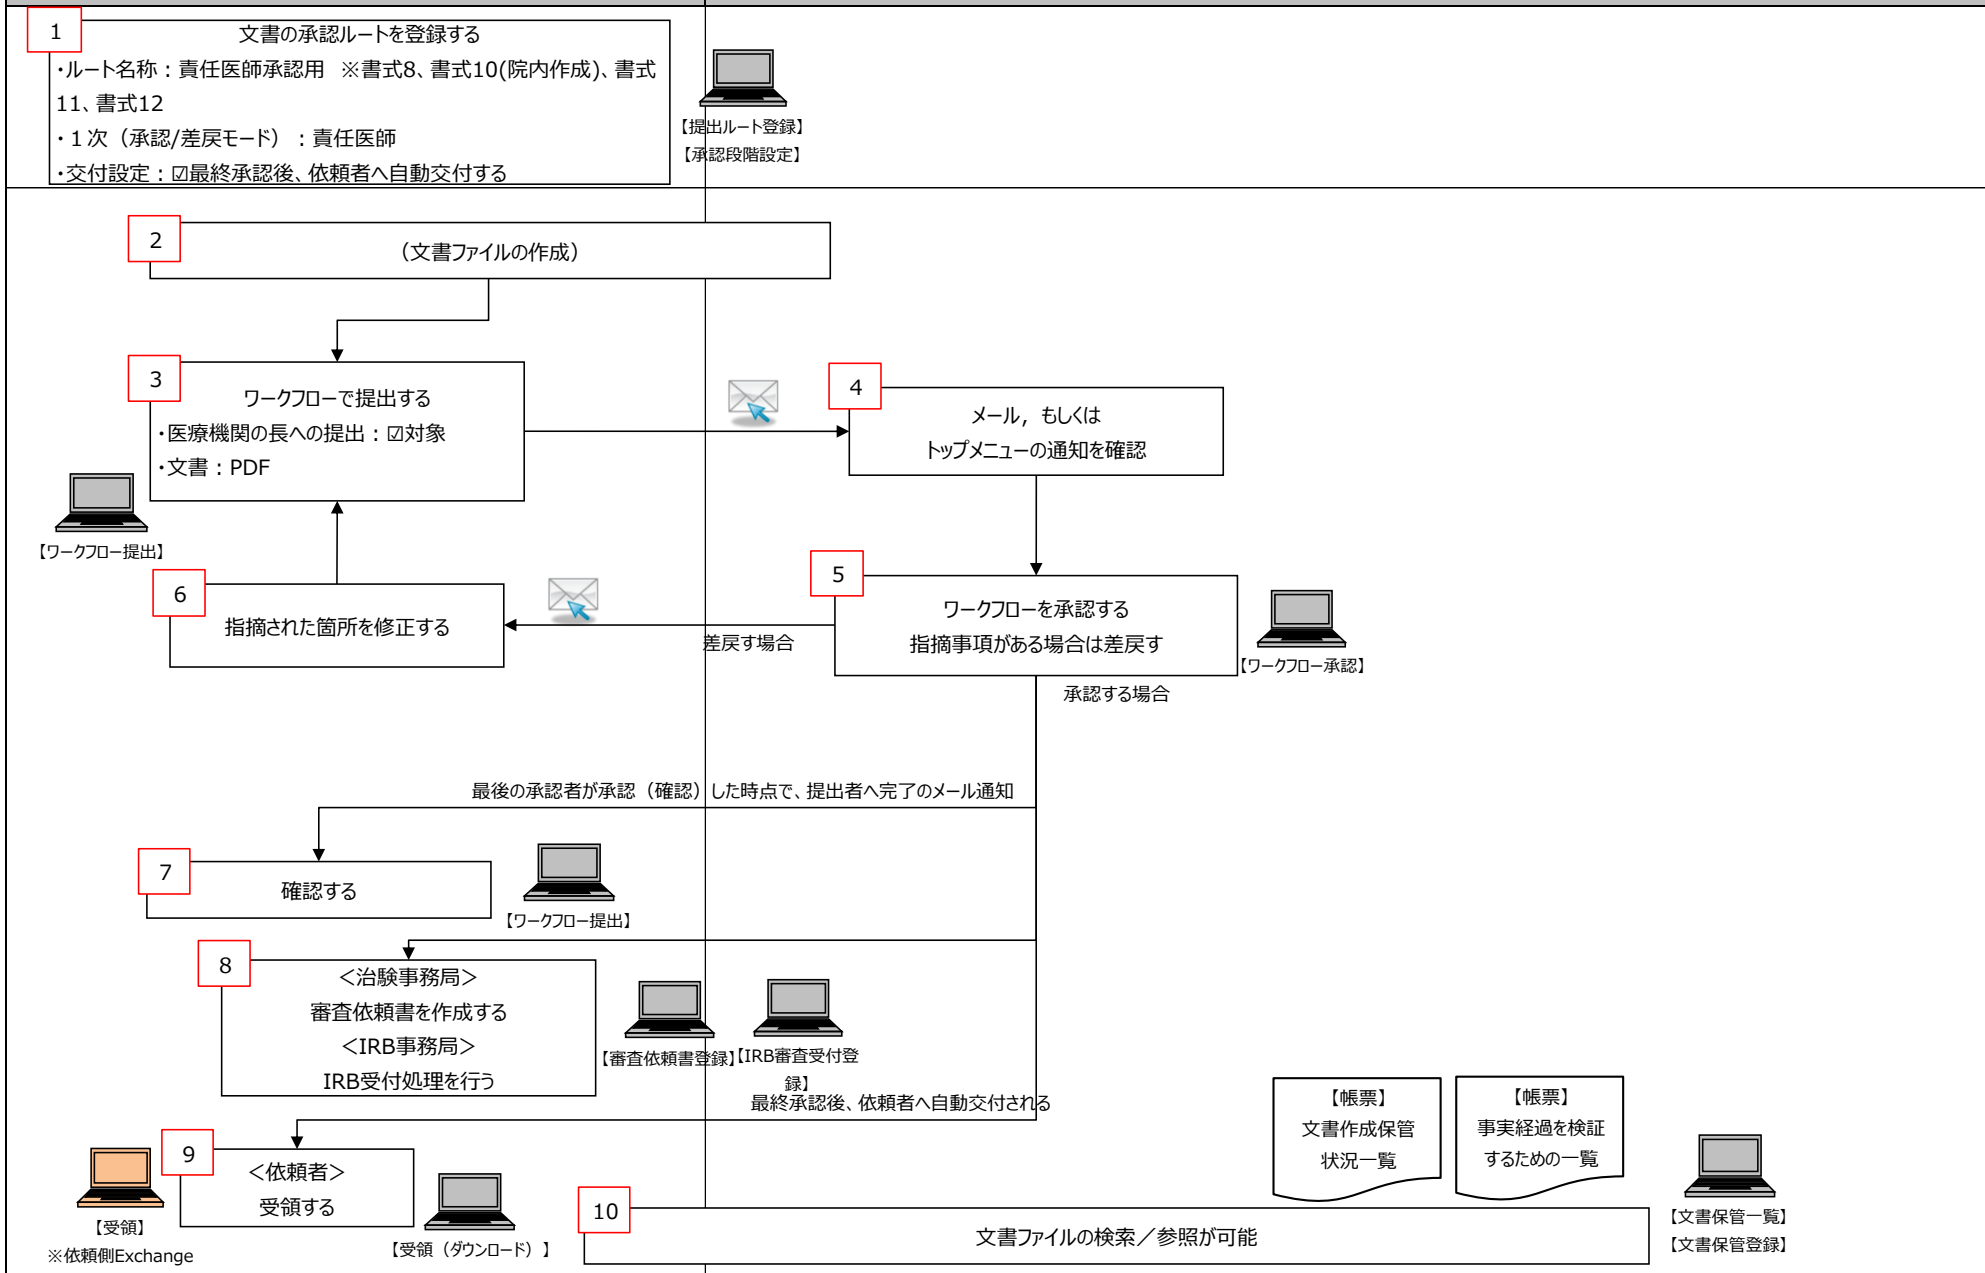 1
文書の承認ルートを登録する
・ルート名称：責任医師承認用　※書式8、書式10(院内作成)、書式
11、書式12
・１次（承認/差戻モード）：責任医師
・交付設定：☑最終承認後、依頼者へ自動交付する
【提出ルート登録】
【承認段階設定】
2
（文書ファイルの作成）
3
ワークフローで提出する
・医療機関の長への提出：☑対象
・文書：PDF
【ワークフロー提出】
4
メール，もしくは
トップメニューの通知を確認
5
ワークフローを承認する
指摘事項がある場合は差戻す
【ワークフロー承認】
差戻す場合
承認する場合
6
指摘された箇所を修正する
最後の承認者が承認（確認）した時点で、提出者へ完了のメール通知
7
確認する
【ワークフロー提出】
8
＜治験事務局＞
審査依頼書を作成する
＜IRB事務局＞
IRB受付処理を行う
【審査依頼書登録】
【IRB審査受付登
録】
最終承認後、依頼者へ自動交付される
9
＜依頼者＞
受領する
【受領】
※依頼側Exchange
【受領（ダウンロード）】
10
文書ファイルの検索／参照が可能
【帳票】
文書作成保管
状況一覧
【帳票】
事実経過を検証
するための一覧
【文書保管一覧】
【文書保管登録】